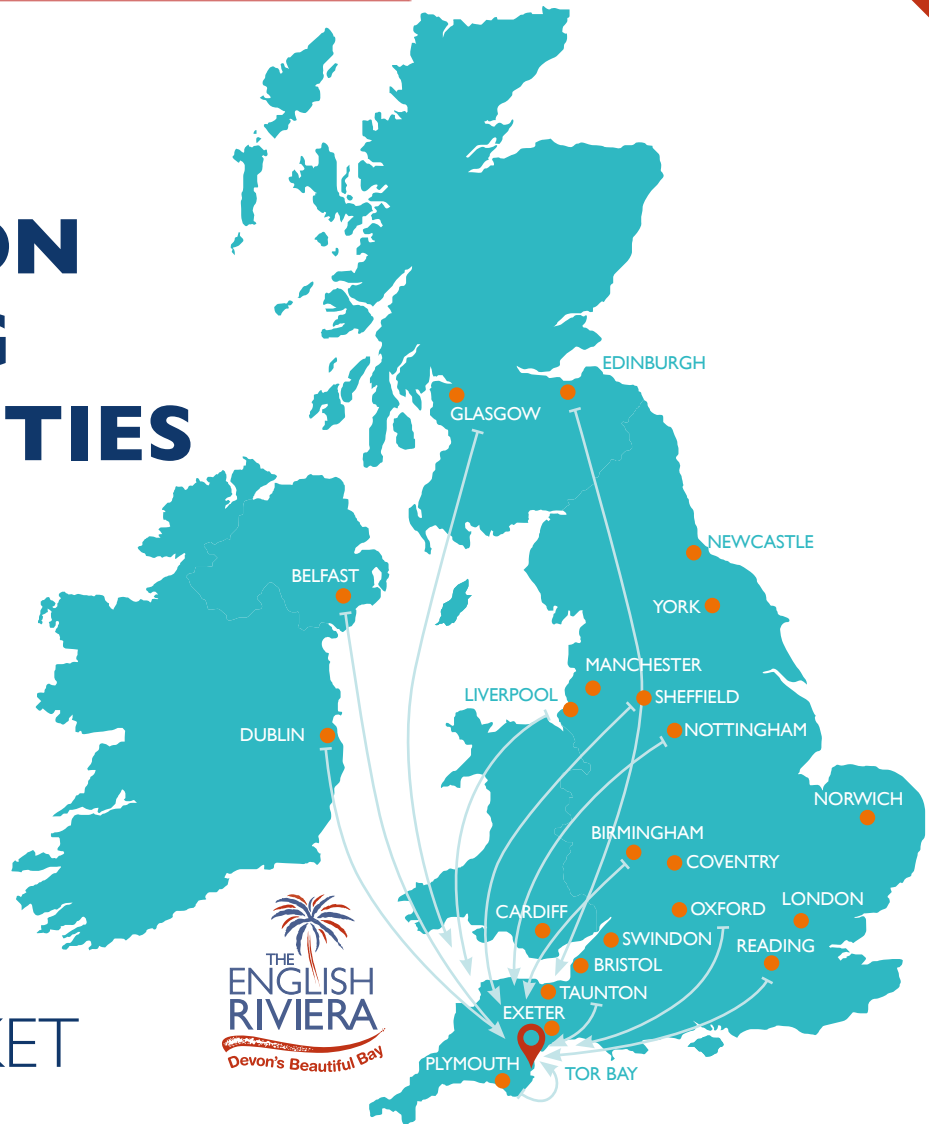 ON
G
TIES
EDINBURGH
GLASGOW
NEWCASTLE
BELFAST
YORK
MANCHESTER
LIVERPOOL
SHEFFIELD
DUBLIN
NOTTINGHAM
NORWICH
BIRMINGHAM
COVENTRY
LONDON
CARDIFF
OXFORD
SWINDON
READING
BRISTOL
TAUNTON
EXETER
PLYMOUTH
TOR BAY
THE
ENGLISH
RIVIERA
Devon's Beautiful Bay
KET